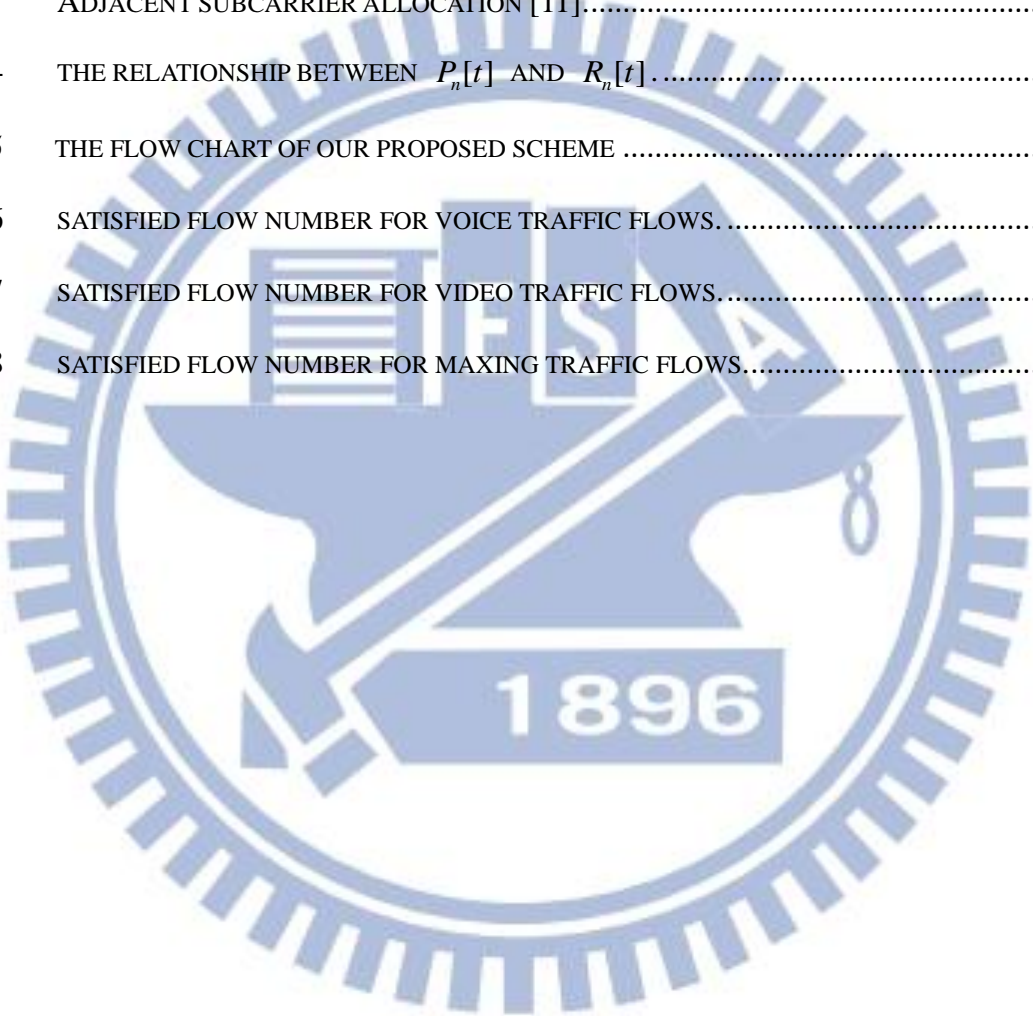 ADJACENT SUBCARRIER ALLOCATION [11]..........................................................
THE RELATIONSHIP BETWEEN P_n[t] AND R_n[t]. ................................................
THE FLOW CHART OF OUR PROPOSED SCHEME ....................................................
SATISFIED FLOW NUMBER FOR VOICE TRAFFIC FLOWS. .......................................
SATISFIED FLOW NUMBER FOR VIDEO TRAFFIC FLOWS. .......................................
8 SATISFIED FLOW NUMBER FOR MAXING TRAFFIC FLOWS.......................................
E S A
8
1896